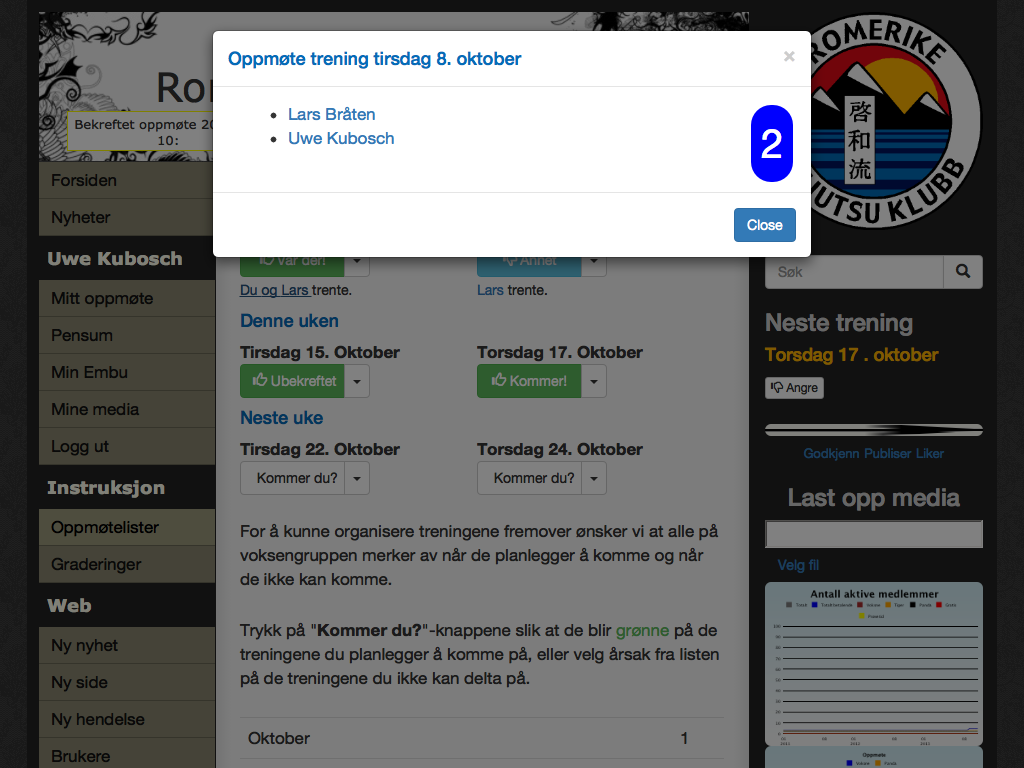 Oppmøte trening tirsdag 8. oktober
×
Lars Bråten
Uwe Kubosch
2
Close
Bekreftet oppmøte
10:
Forsiden
Nyheter
Uwe Kubosch
Mitt oppmøte
Pensum
Min Embu
Mine media
Logg ut
Instruksjon
Oppmøtelister
Graderinger
Web
Ny nyhet
Ny side
Ny hendelse
Brukere
Var der!
Annet
Du og Lars trente.
Lars trente.
Denne uken
Tirsdag 15. Oktober
Torsdag 17. Oktober
Ubekreftet
Kommer!
Neste uke
Tirsdag 22. Oktober
Torsdag 24. Oktober
Kommer du?
Kommer du?
For å kunne organisere treningene fremover ønsker vi at alle på
voksengruppen merker av når de planlegger å komme og når
de ikke kan komme.
Trykk på "Kommer du?"-knappene slik at de blir grønne på de
treningene du planlegger å komme på, eller velg årsak fra listen
på de treningene du ikke kan delta på.
Oktober
1
ROMERIKE
啓和流
JUTSU KLUBB
Søk
Neste trening
Torsdag 17 . oktober
Angre
Godkjenn Publiser Liker
Last opp media
Velg fil
Antall aktive medlemmer
Oppmøte